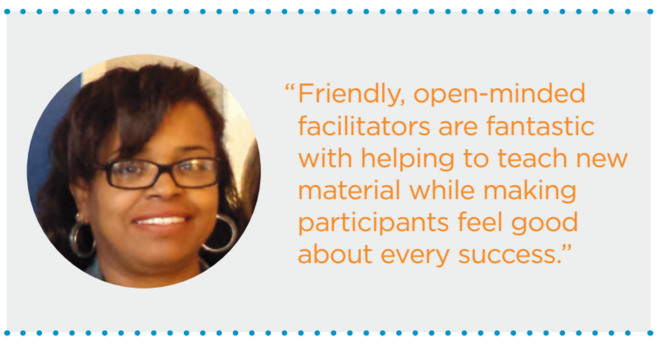 “Friendly, open-minded
facilitators are fantastic
with helping to teach new
material while making
participants feel good
about every success.”